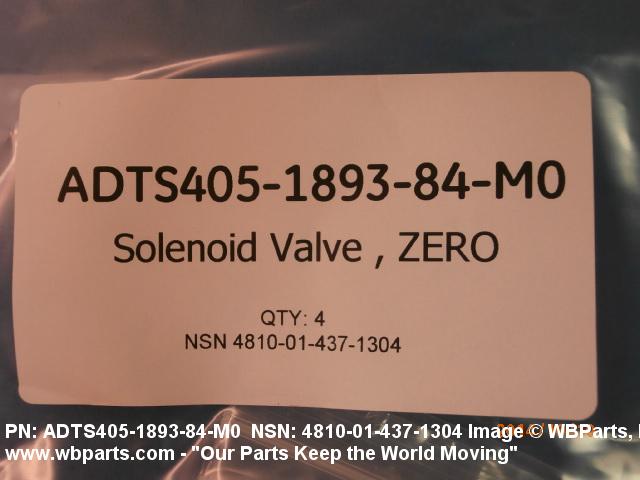 ADTS405-1893-84-M0
Solenoid Valve , ZERO
QTY: 4
NSN 4810-01-437-1304
PN: ADTS405-1893-84-M0 NSN: 4810-01-437-1304 Image © WBParts,
www.wbparts.com - "Our Parts Keep the World Moving"